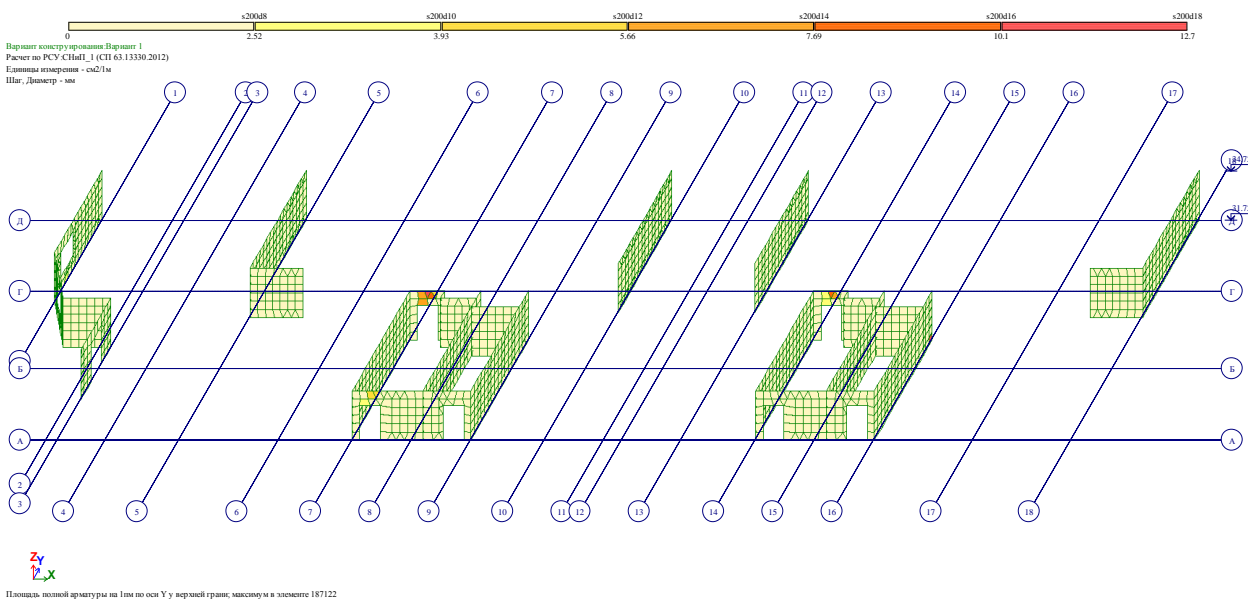 s200d8 s200d10 s200d12 s200d14 s200d16 s200d18
0 2.52 3.93 5.66 7.69 10.1 12.7
Вариант конструирования:Вариант 1
Расчет по РСУ:СНиП_1 (СП 63.13330.2012)
Единицы измерения - см2/1м
Шаг, Диаметр - мм
1 2 3 4 5 6 7 8 9 10 11 12 13 14 15 16 17
Д
Г Г
Б Б
А А
2
3
4 5 6 7 8 9 10 11 12 13 14 15 16 17 18
Z
Y
X
Площадь полной арматуры на 1пм по оси Y у верхней грани; максимум в элементе 187122